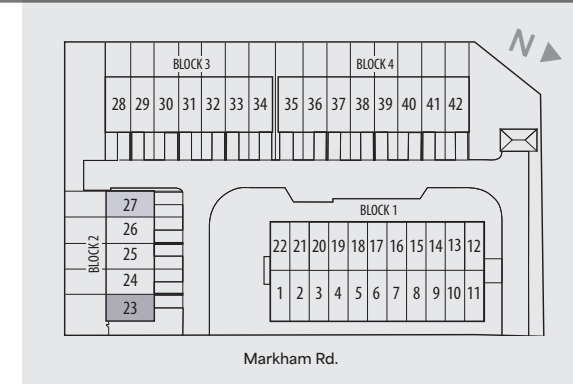 N
BLOCK 3 BLOCK 4
28 29 30 31 32 33 34 35 36 37 38 39 40 41 42
BLOCK 2
27
26
25
24
23
BLOCK 1
22 21 20 19 18 17 16 15 14 13 12
1 2 3 4 5 6 7 8 9 10 11
Markham Rd.